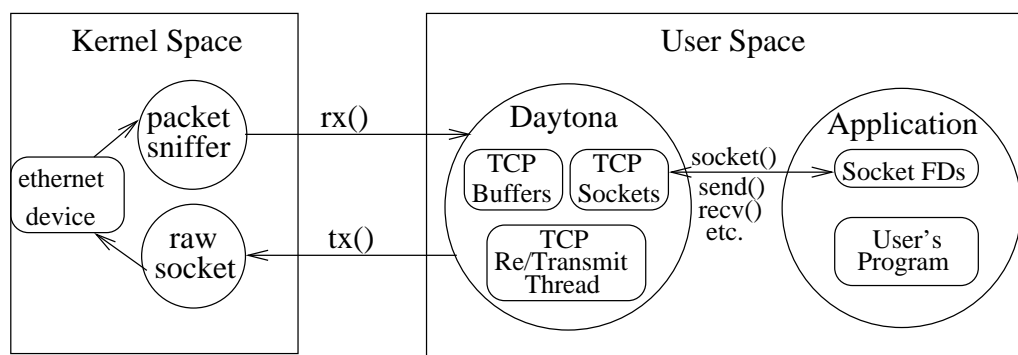 Kernel Space
packet
sniffer
ethernet
device
raw
socket
rx()
tx()
User Space
Daytona
TCP
Buffers
TCP
Sockets
TCP
Re/Transmit
Thread
socket()
send()
recv()
etc.
Application
Socket FDs
User's
Program